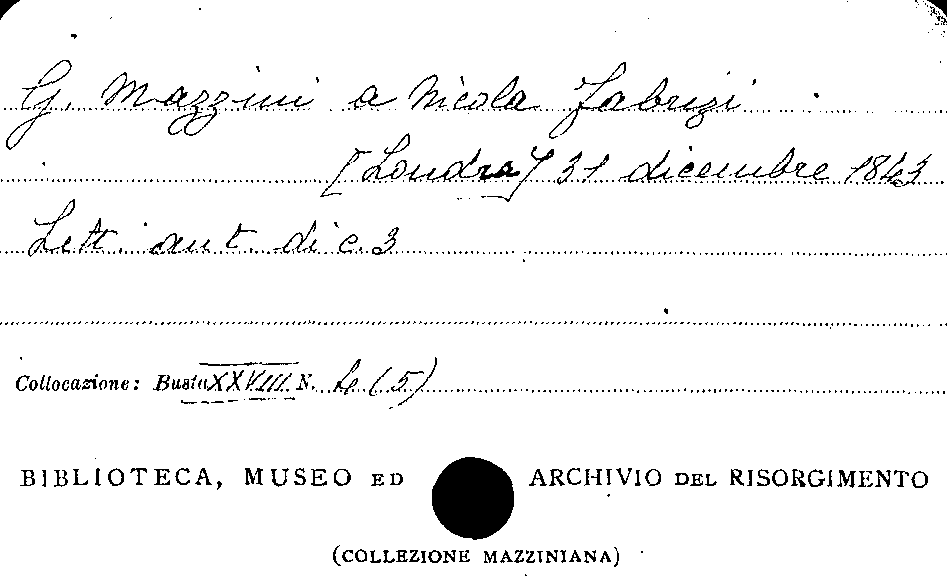 G. Mazzini a Nicola Fabrizi
[Londra] 31 dicembre 1843
Lett. aut. di c. 3
Collocazione: Busta XXVIII N. 4 (5)
BIBLIOTECA, MUSEO ED ARCHIVIO DEL RISORGIMENTO
(COLLEZIONE MAZZINIANA)